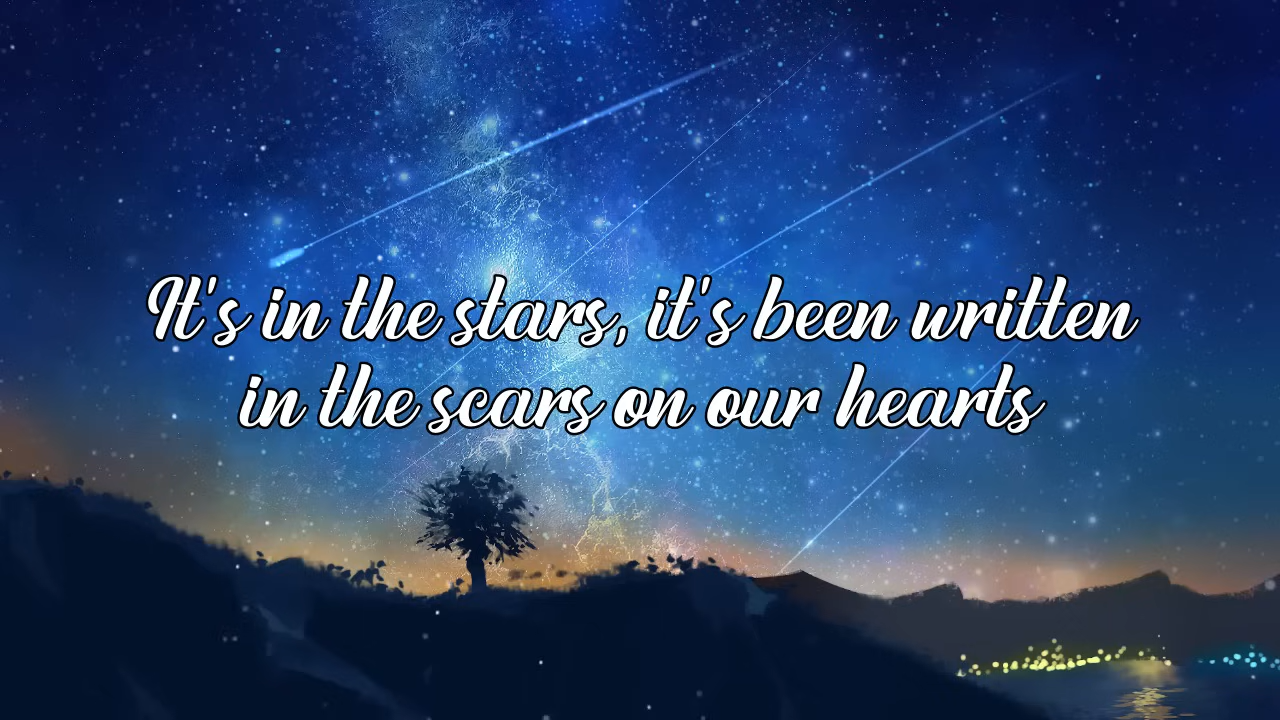 It's in the stars, it's been written
in the scars on our hearts